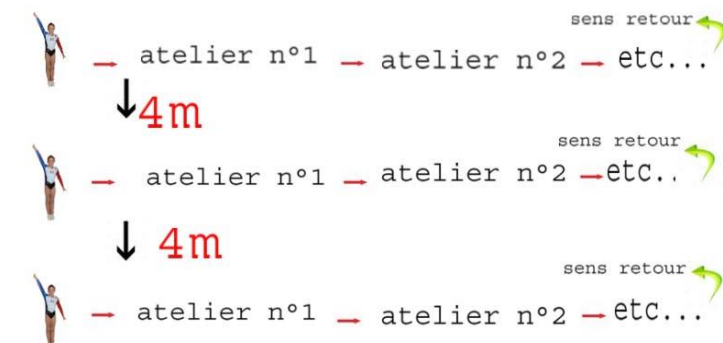 sens retour
atelier n°1 atelier n°2 etc...
4m
sens retour
atelier n°1 atelier n°2 etc..
4m
sens retour
atelier n°1 atelier n°2 etc...